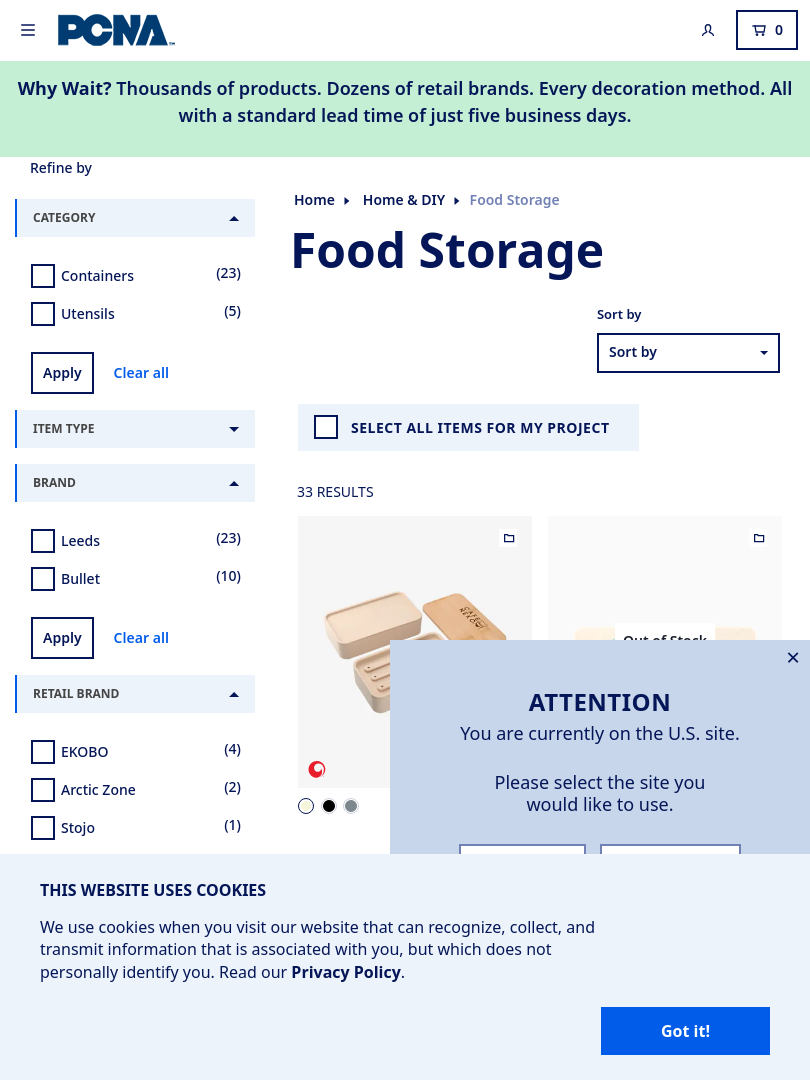 PCNA
0
Why Wait? Thousands of products. Dozens of retail brands. Every decoration method. All
with a standard lead time of just five business days.
Refine by
CATEGORY
Containers (23)
Utensils (5)
Apply Clear all
ITEM TYPE
BRAND
Leeds (23)
Bullet (10)
Apply Clear all
RETAIL BRAND
EKOBO (4)
Arctic Zone (2)
Stojo (1)
Home Home & DIY Food Storage
Food Storage
Sort by
Sort by
SELECT ALL ITEMS FOR MY PROJECT
33 RESULTS
Out of Stock
ATTENTION
You are currently on the U.S. site.
Please select the site you
would like to use.
THIS WEBSITE USES COOKIES
We use cookies when you visit our website that can recognize, collect, and
transmit information that is associated with you, but which does not
personally identify you. Read our Privacy Policy.
Got it!